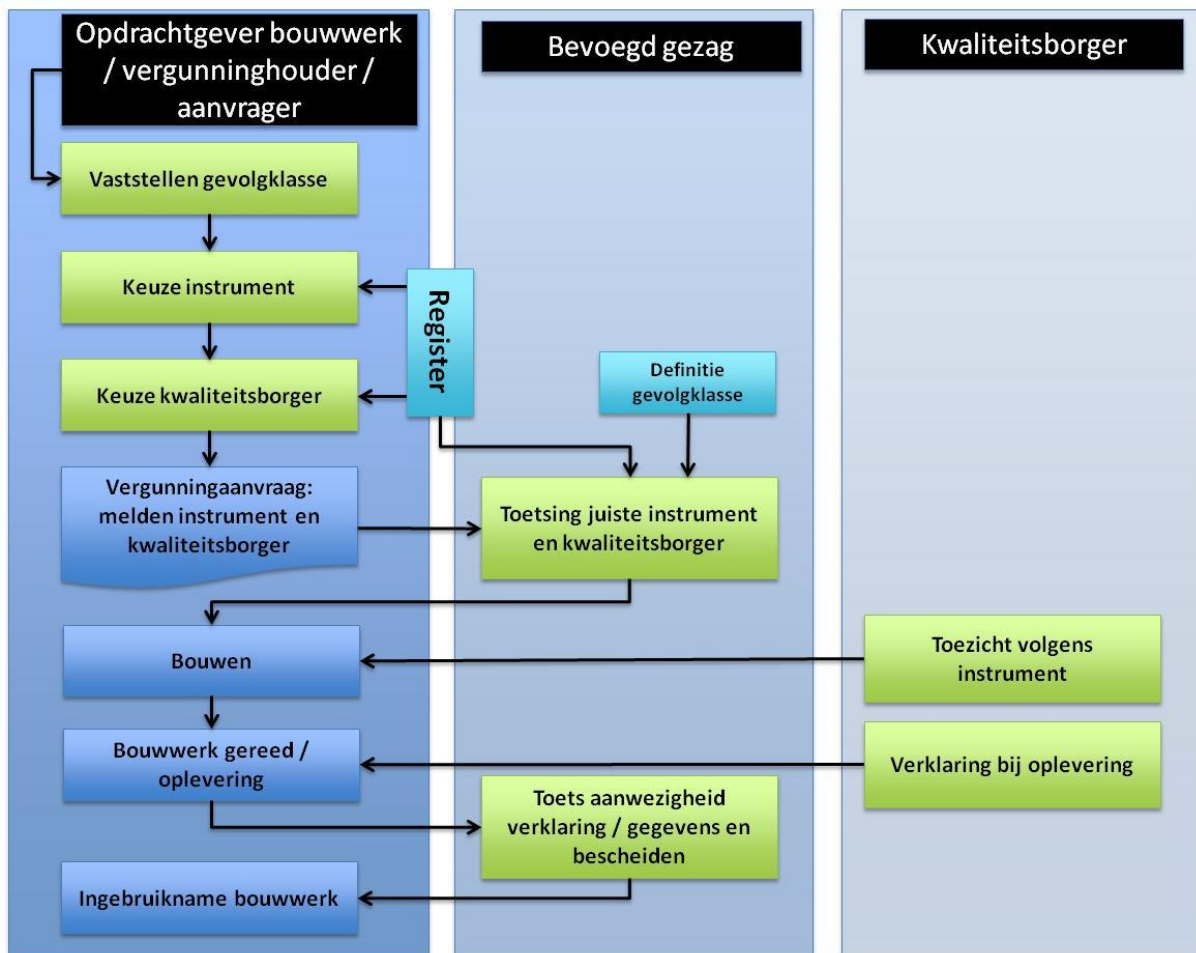 Opdrachtgever bouwwerk
/ vergunninghouder /
aanvrager
Bevoegd gezag
Kwaliteitsborger
Vaststellen gevolgklasse
Keuze instrument
Register
Keuze kwaliteitsborger
Definitie
gevolgklasse
Vergunningaanvraag:
melden instrument en
kwaliteitsborger
Toetsing juiste instrument
en kwaliteitsborger
Bouwen
Toezicht volgens
instrument
Bouwwerk gereed /
oplevering
Verklaring bij oplevering
Toets aanwezigheid
verklaring / gegevens en
bescheiden
Ingebruikname bouwwerk